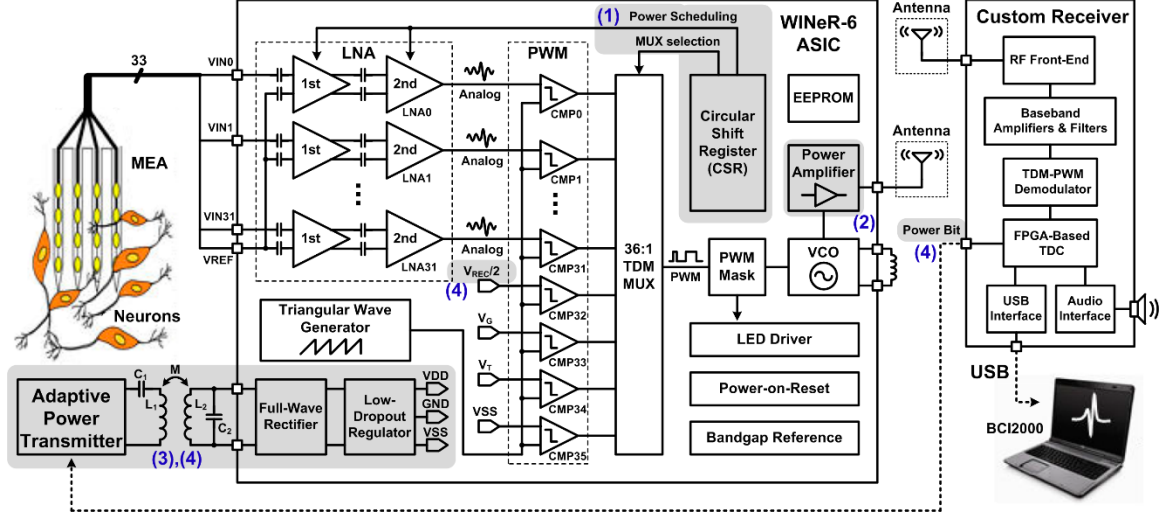 33
MEA
Neurons
VIN0
VIN1
VIN31
VREF
(1)
Power Scheduling
MUX selection
WINeR-6
ASIC
LNA
1st
2nd
LNA0
Analog
1st
2nd
LNA1
Analog
1st
2nd
LNA31
Analog
PWM
CMP0
CMP1
CMP31
CMP32
CMP33
CMP34
CMP35
VREC/2
(4)
VG
VT
VSS
Triangular Wave
Generator
36:1
TDM
MUX
Circular
Shift
Register
(CSR)
EEPROM
Power
Amplifier
(2)
PWM
PWM
Mask
VCO
LED Driver
Power-on-Reset
Bandgap Reference
Adaptive
Power
Transmitter
C1
M
L1
L2
C2
(3),(4)
Full-Wave
Rectifier
Low-
Dropout
Regulator
VDD
GND
VSS
Antenna
Antenna
Power Bit
(4)
Custom Receiver
RF Front-End
Baseband
Amplifiers & Filters
TDM-PWM
Demodulator
FPGA-Based
TDC
USB
Interface
Audio
Interface
USB
BCI2000